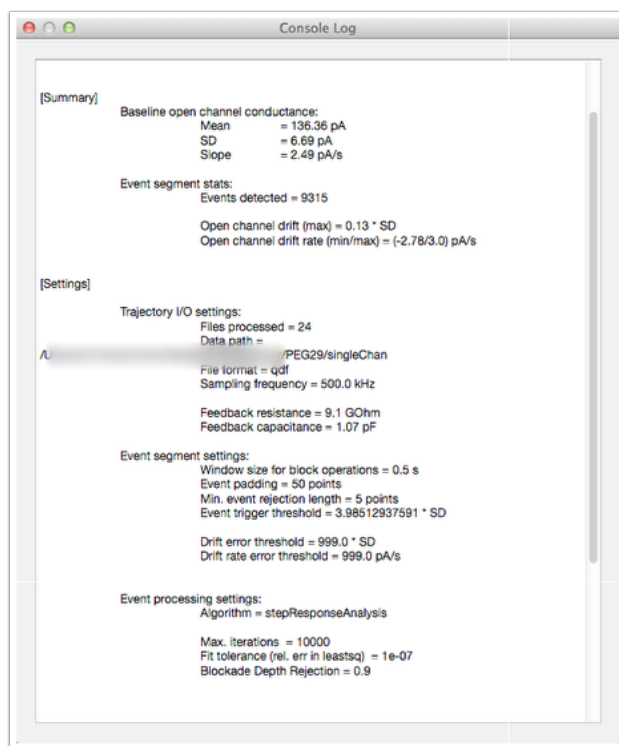 Console Log
[Summary]
Baseline open channel conductance:
Mean = 136.36 pA
SD = 6.69 pA
Slope = 2.49 pA/s
Event segment stats:
Events detected = 9315
Open channel drift (max) = 0.13 * SD
Open channel drift rate (min/max) = (-2.78/3.0) pA/s
[Settings]
Trajectory I/O settings:
Files processed = 24
Data path =
/PEG29/singleChan
File format = qdf
Sampling frequency = 500.0 kHz
Feedback resistance = 9.1 GOhm
Feedback capacitance = 1.07 pF
Event segment settings:
Window size for block operations = 0.5 s
Event padding = 50 points
Min. event rejection length = 5 points
Event trigger threshold = 3.98512937591 * SD
Drift error threshold = 999.0 * SD
Drift rate error threshold = 999.0 pA/s
Event processing settings:
Algorithm = stepResponseAnalysis
Max. iterations = 10000
Fit tolerance (rel. err in leastsq) = 1e-07
Blockade Depth Rejection = 0.9